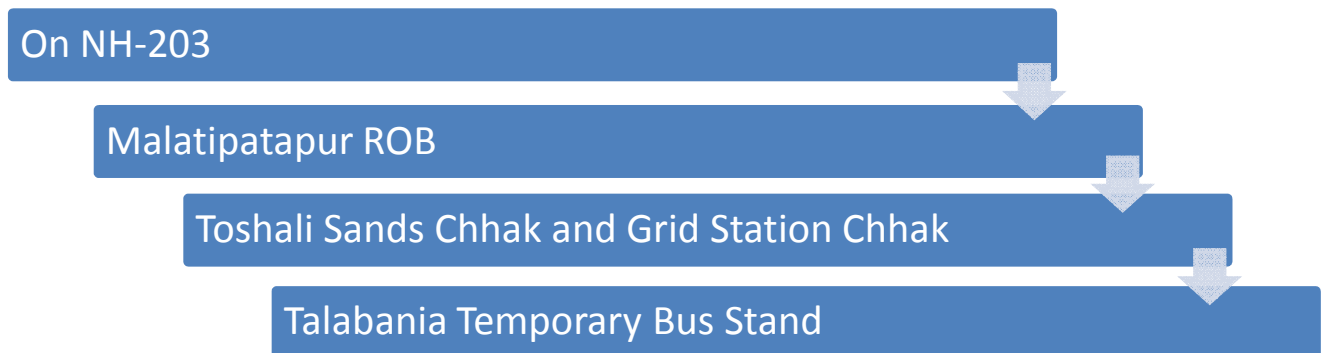 On NH-203
Malatipatapur ROB
Toshali Sands Chhak and Grid Station Chhak
Talabania Temporary Bus Stand